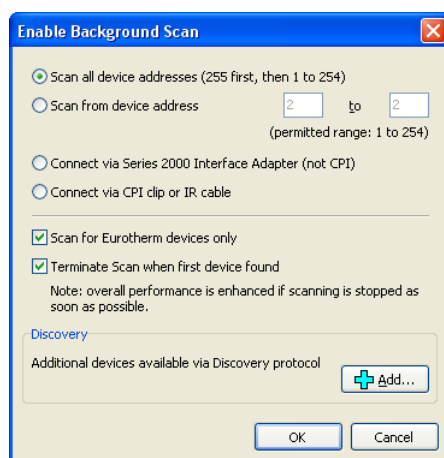 Enable Background Scan
Scan all device addresses (255 first, then 1 to 254)
Scan from device address 2 to 2
(permitted range: 1 to 254)
Connect via Series 2000 Interface Adapter (not CPI)
Connect via CPI clip or IR cable
Scan for Eurotherm devices only
Terminate Scan when first device found
Note: overall performance is enhanced if scanning is stopped as
soon as possible.
Discovery
Additional devices available via Discovery protocol
Add...
OK Cancel